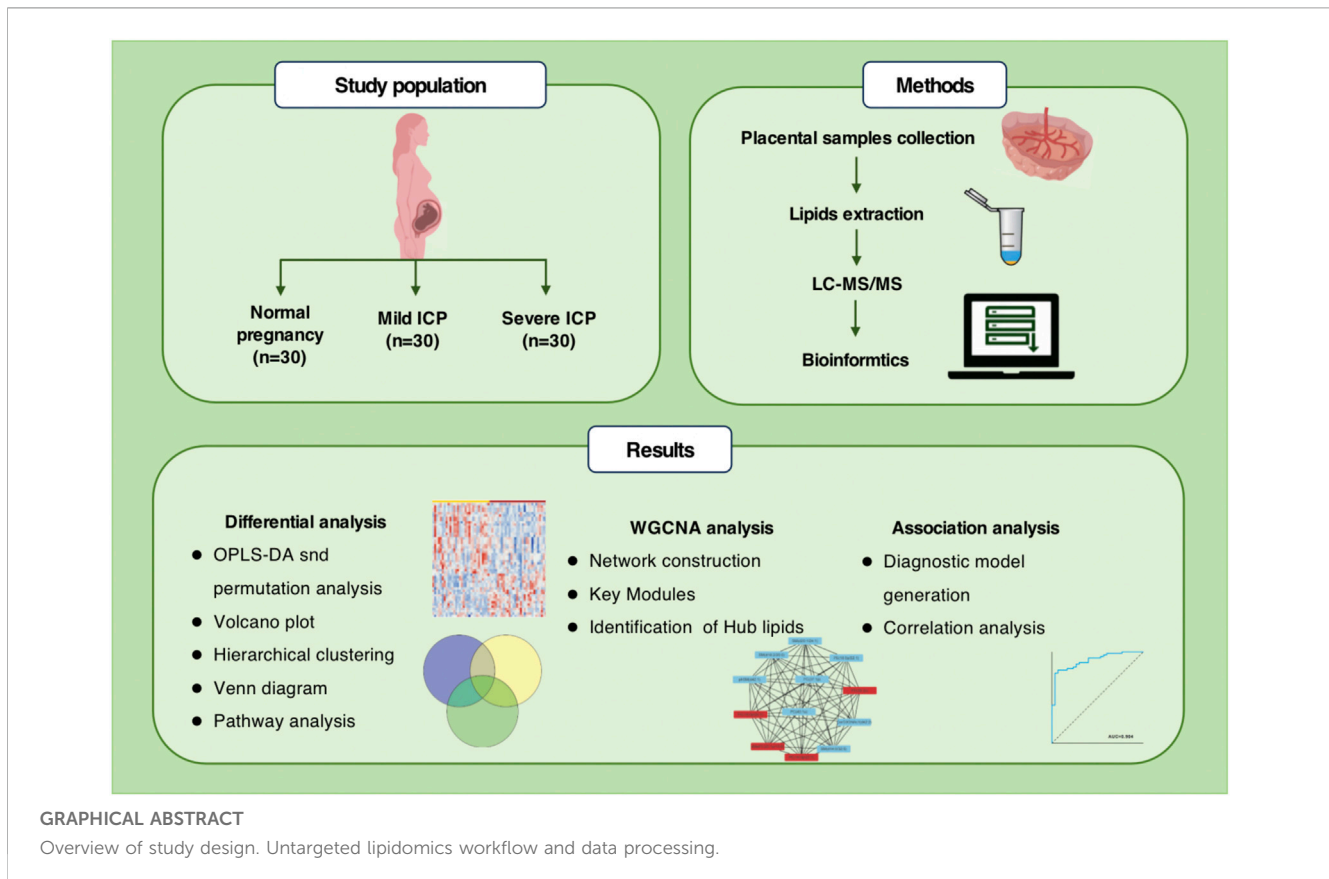 Study population
Normal
pregnancy
(n=30)
Mild ICP
(n=30)
Severe ICP
(n=30)
Methods
Placental samples collection
Lipids extraction
LC-MS/MS
Bioinformtics
Results
Differential analysis
● OPLS-DA snd
permutation analysis
● Volcano plot
● Hierarchical clustering
● Venn diagram
● Pathway analysis
WGCNA analysis
● Network construction
● Key Modules
● Identification of Hub lipids
Association analysis
● Diagnostic model
generation
● Correlation analysis
GRAPHICAL ABSTRACT
Overview of study design. Untargeted lipidomics workflow and data processing.